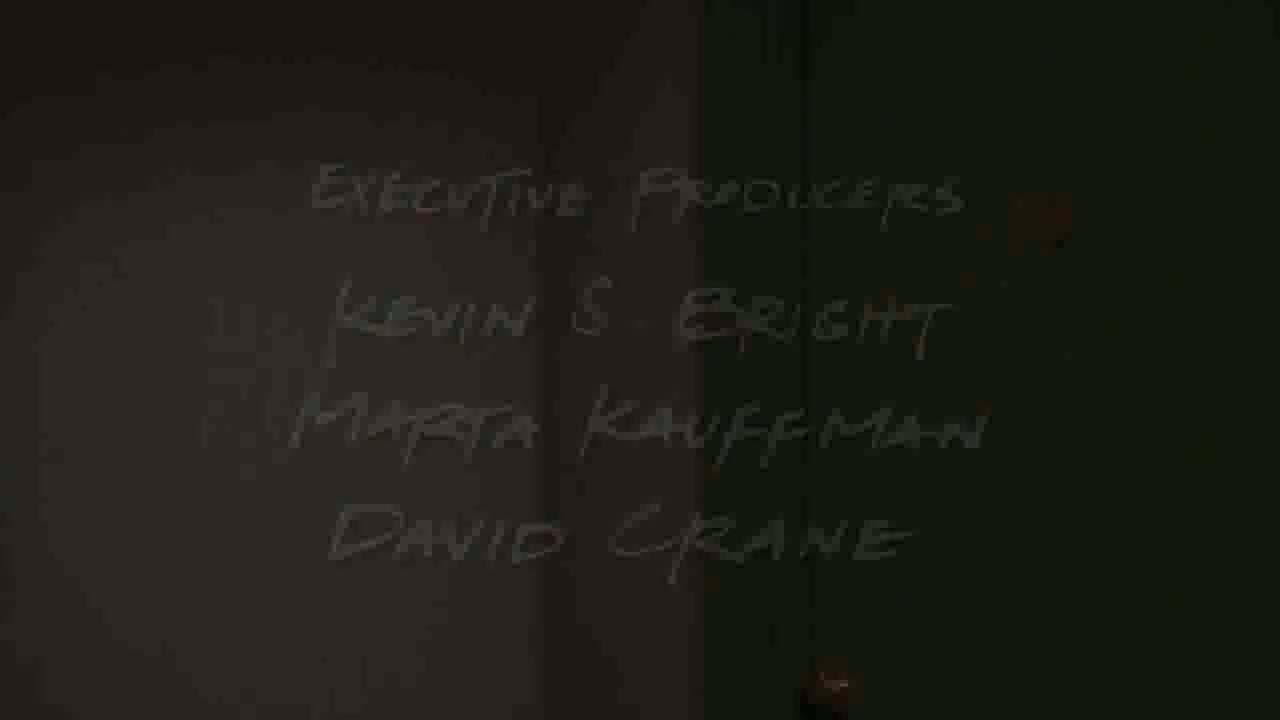 EXECUTIVE PRODUCERS
KEVIN S. BRIGHT
MARTA KAUFFMAN
DAVID CRANE